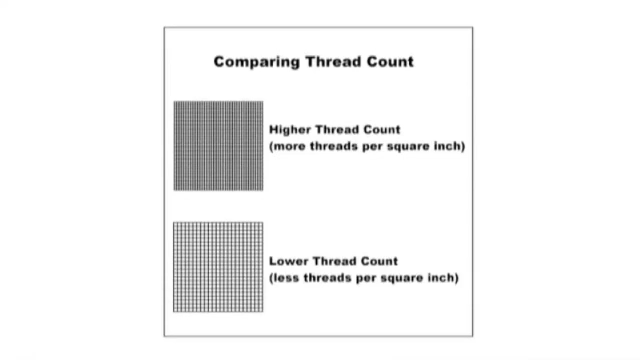 Comparing Thread Count
Higher Thread Count
(more threads per square inch)
Lower Thread Count
(less threads per square inch)